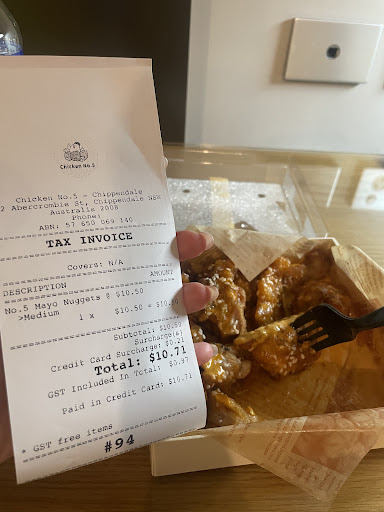 Chicken No.5
Chicken No.5 - Chippendale
2 Abercrombie St, Chippendale NSW
Australia 2008
Phone:
ABN: 57 650 069 140
TAX INVOICE
Covers: N/A
DESCRIPTION AMOUNT
No.5 Mayo Nuggets @ $10.50
>Medium 1 x $10.50 = $10.50
Subtotal: $10.50
Surcharge(s)
Credit Card Surcharge: $0.21
Total: $10.71
GST Included In Total: $0.97
Paid in Credit Card: $10.71
* GST free items
#94